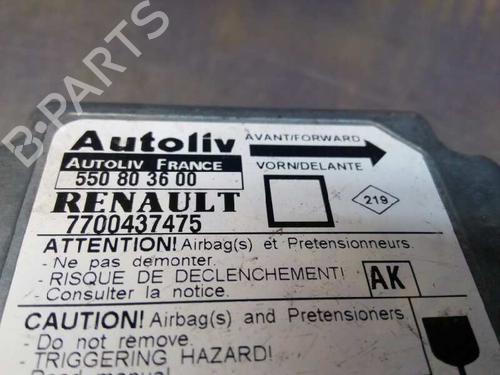 Autoliv
AVANT/FORWARD
AUTOLIV FRANCE
VORN/DELANTE
550 80 36 00
RENAULT
219
7700437475
ATTENTION! Airbag(s) et Pretensionneurs.
- Ne pas demonter.
- RISQUE DE DECLENCHEMENT!
AK
- Consulter la notice.
CAUTION! Airbag(s) and Pretensioners
- Do not remove.
- TRIGGERING HAZARD!
- Read manual
B-PARTS